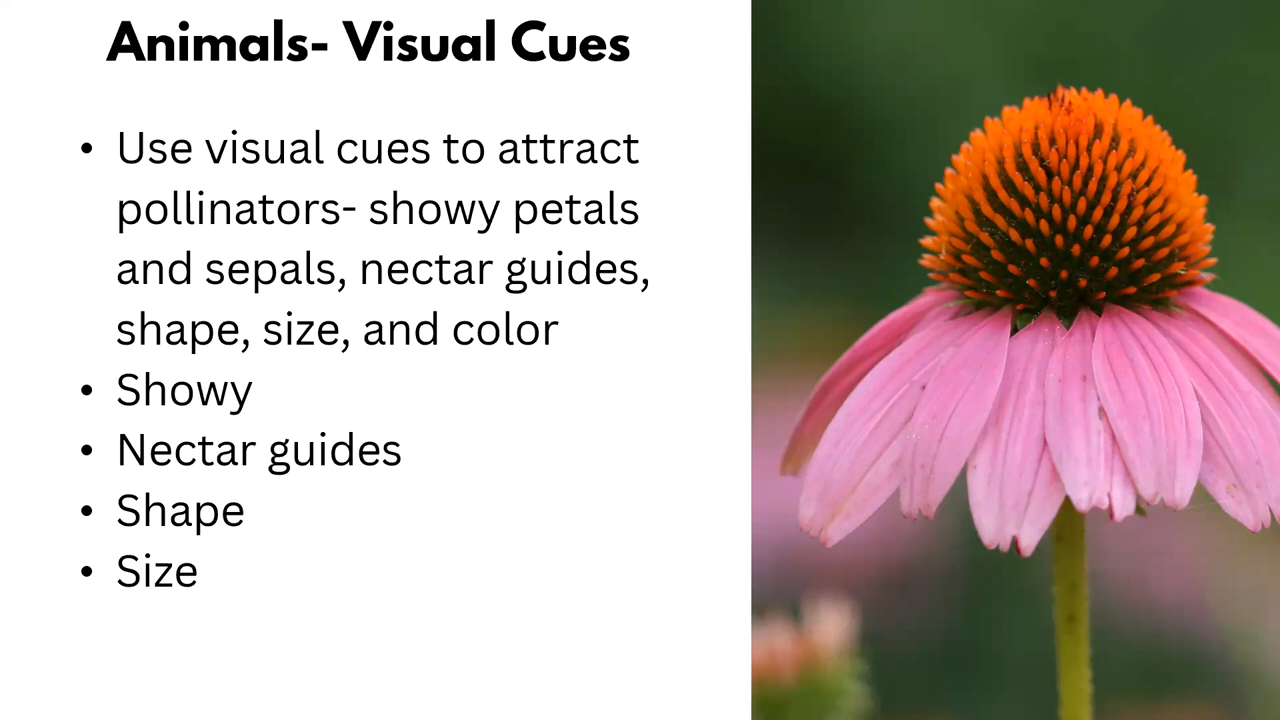 Animals- Visual Cues
• Use visual cues to attract
pollinators- showy petals
and sepals, nectar guides,
shape, size, and color
• Showy
• Nectar guides
• Shape
• Size